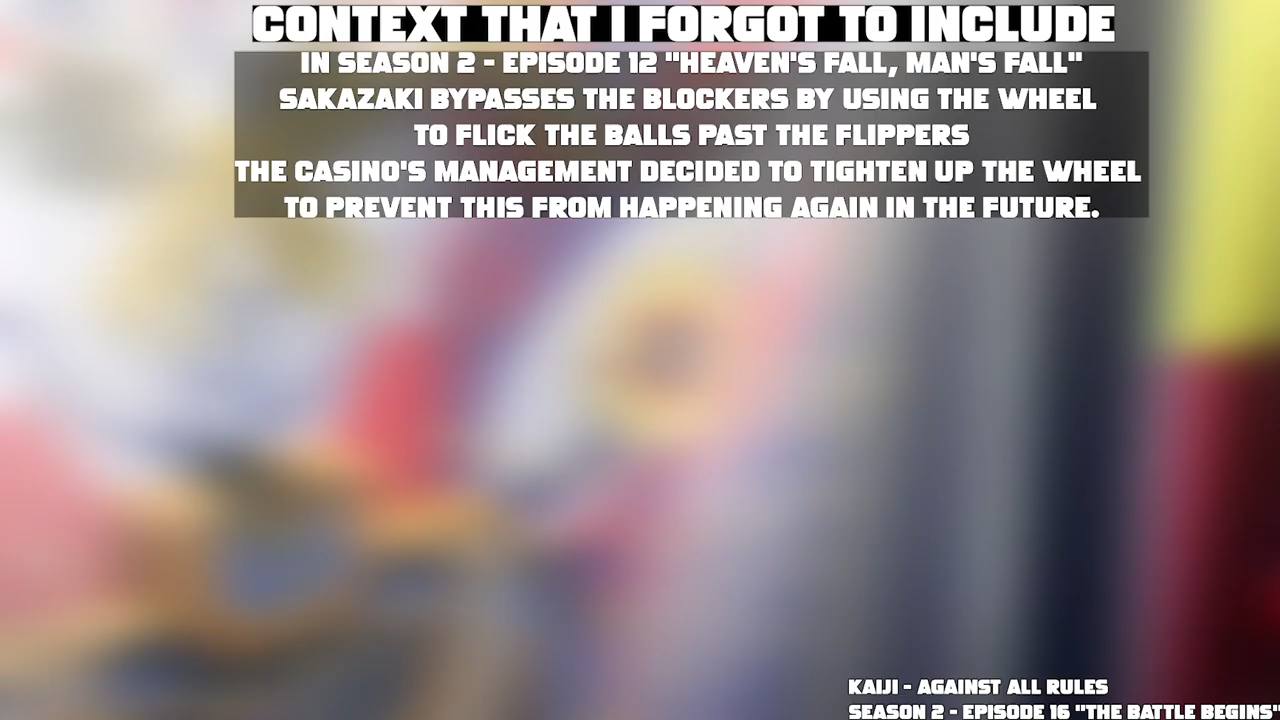 CONTEXT THAT I FORGOT TO INCLUDE
IN SEASON 2 - EPISODE 12 "HEAVEN'S FALL, MAN'S FALL"
SAKAZAKI BYPASSES THE BLOCKERS BY USING THE WHEEL
TO FLICK THE BALLS PAST THE FLIPPERS
THE CASINO'S MANAGEMENT DECIDED TO TIGHTEN UP THE WHEEL
TO PREVENT THIS FROM HAPPENING AGAIN IN THE FUTURE.
KAIJI - AGAINST ALL RULES
SEASON 2 - EPISODE 16 "THE BATTLE BEGINS"